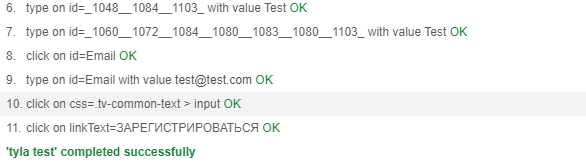 6. type on id=_1048__1084__1103_ with value Test OK
7. type on id=_1060__1072__1084__1080__1083__1080__1103_ with value Test OK
8. click on id=Email OK
9. type on id=Email with value test@test.com OK
10. click on css=.tv-common-text > input OK
11. click on linkText=ЗАРЕГИСТРИРОВАТЬСЯ OK
'tyla test' completed successfully